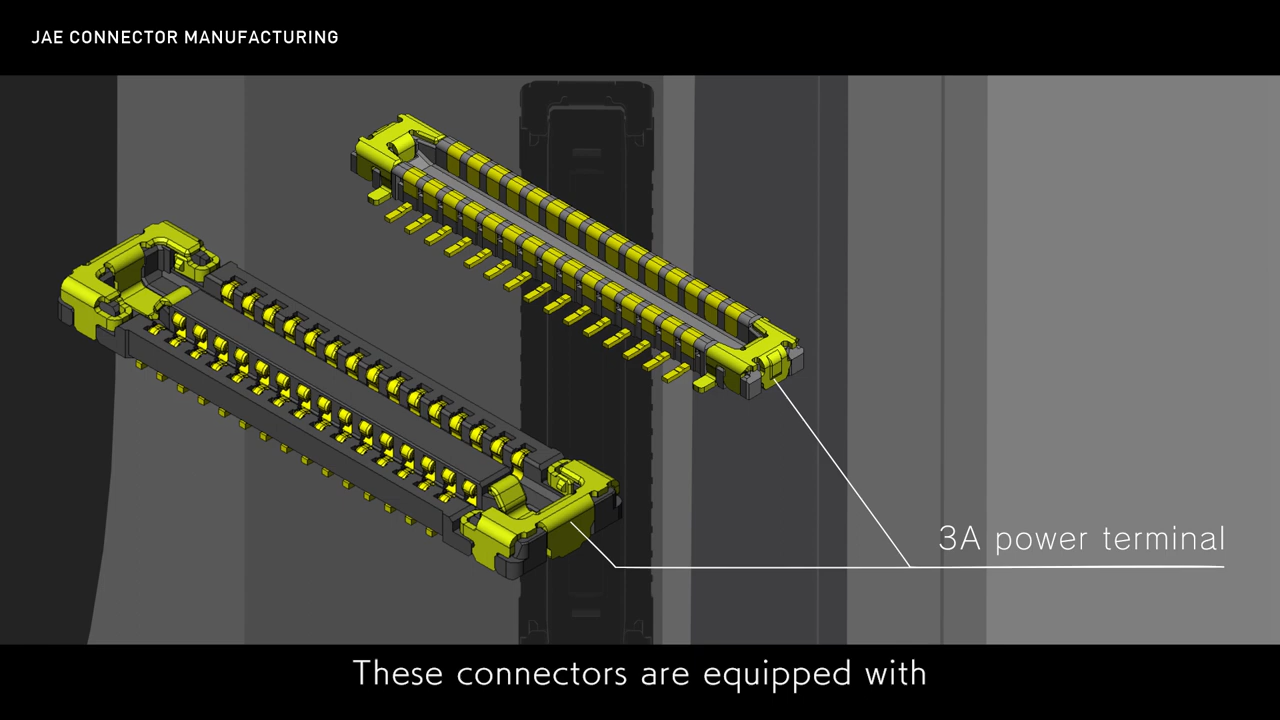 JAE CONNECTOR MANUFACTURING
3A power terminal
These connectors are equipped with